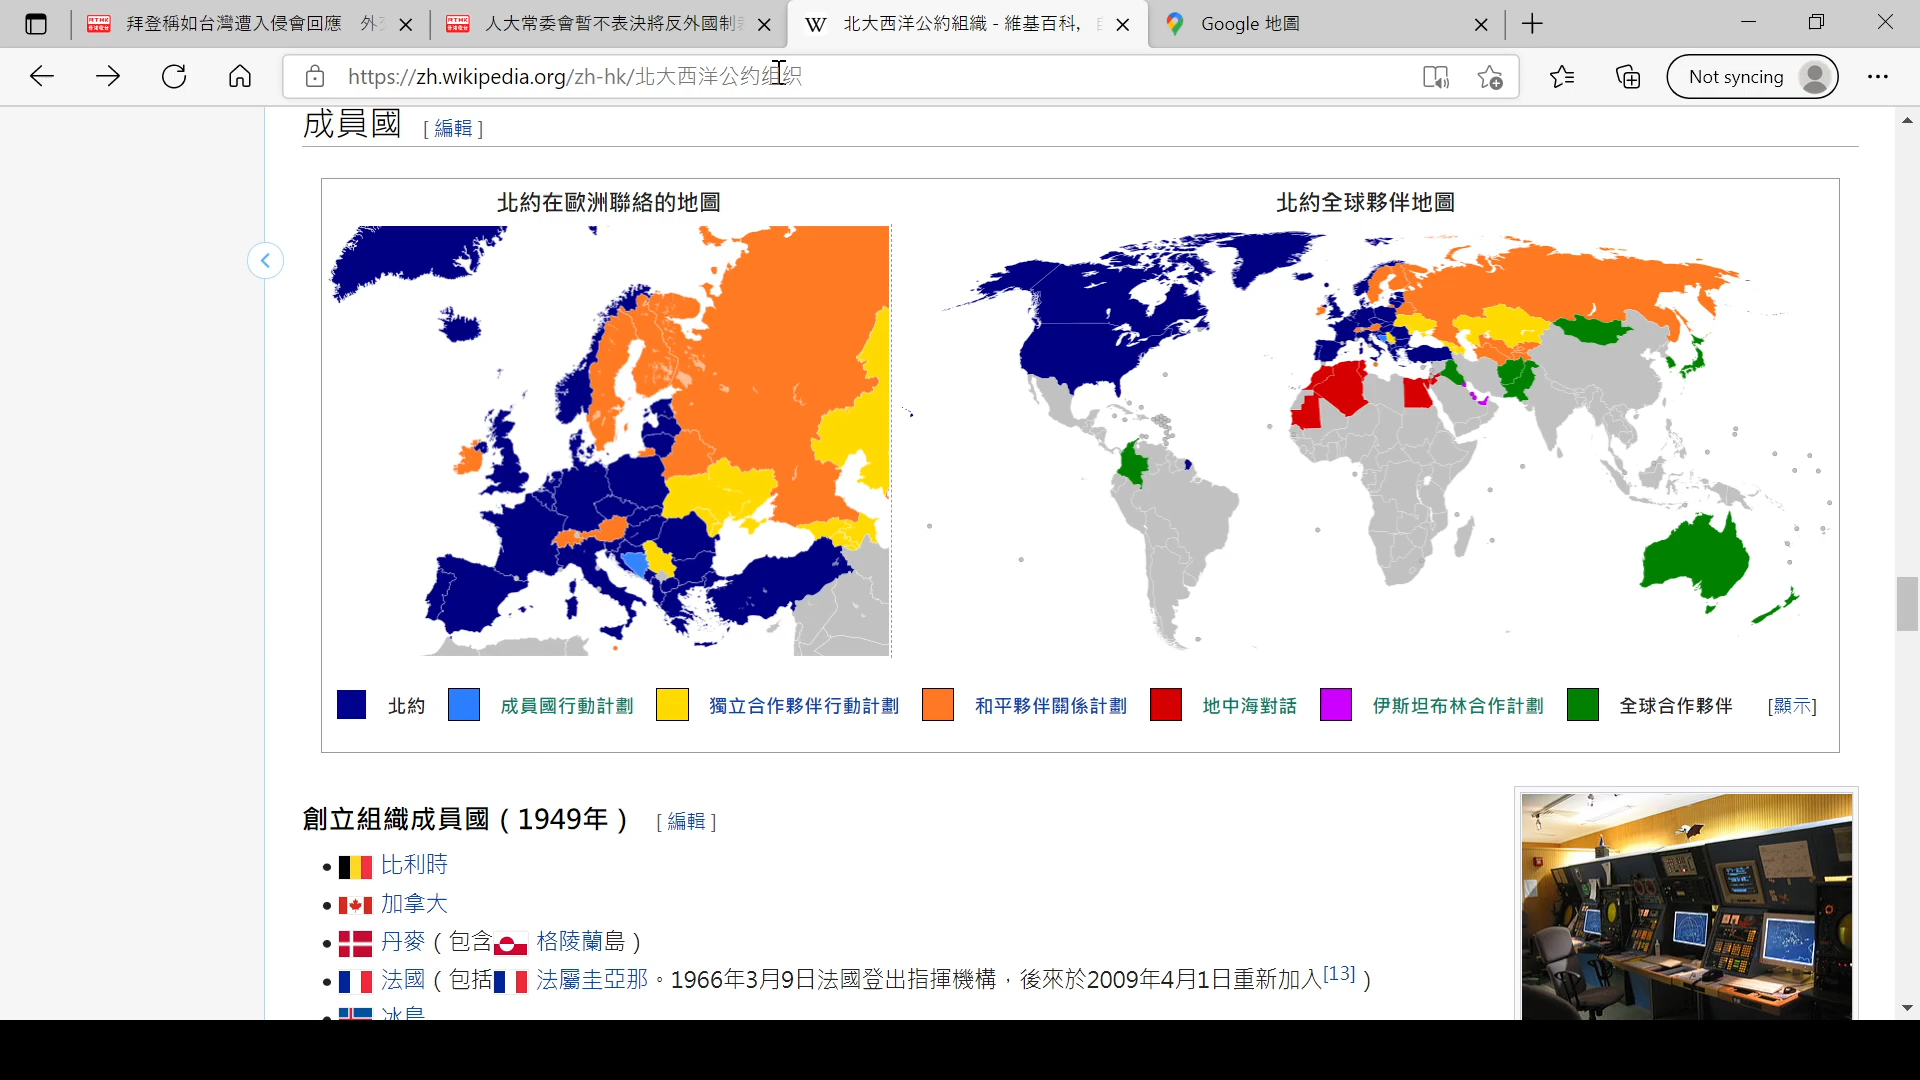 拜登稱如台灣遭入侵會回應 外
人大常委會暫不表決將反外國制
北大西洋公約組織 - 維基百科,
Google 地圖
https://zh.wikipedia.org/zh-hk/北大西洋公约组织
Not syncing
成員國 [ 編輯 ]
北約在歐洲聯絡的地圖
北約全球夥伴地圖
北約 成員國行動計劃 獨立合作夥伴行動計劃 和平夥伴關係計劃 地中海對話 伊斯坦布林合作計劃 全球合作夥伴 [顯示]
創立組織成員國（1949年） [ 編輯 ]
比利時
加拿大
丹麥（包含 格陵蘭島）
法國（包括 法屬圭亞那。1966年3月9日法國登出指揮機構，後來於2009年4月1日重新加入[13]）
冰島